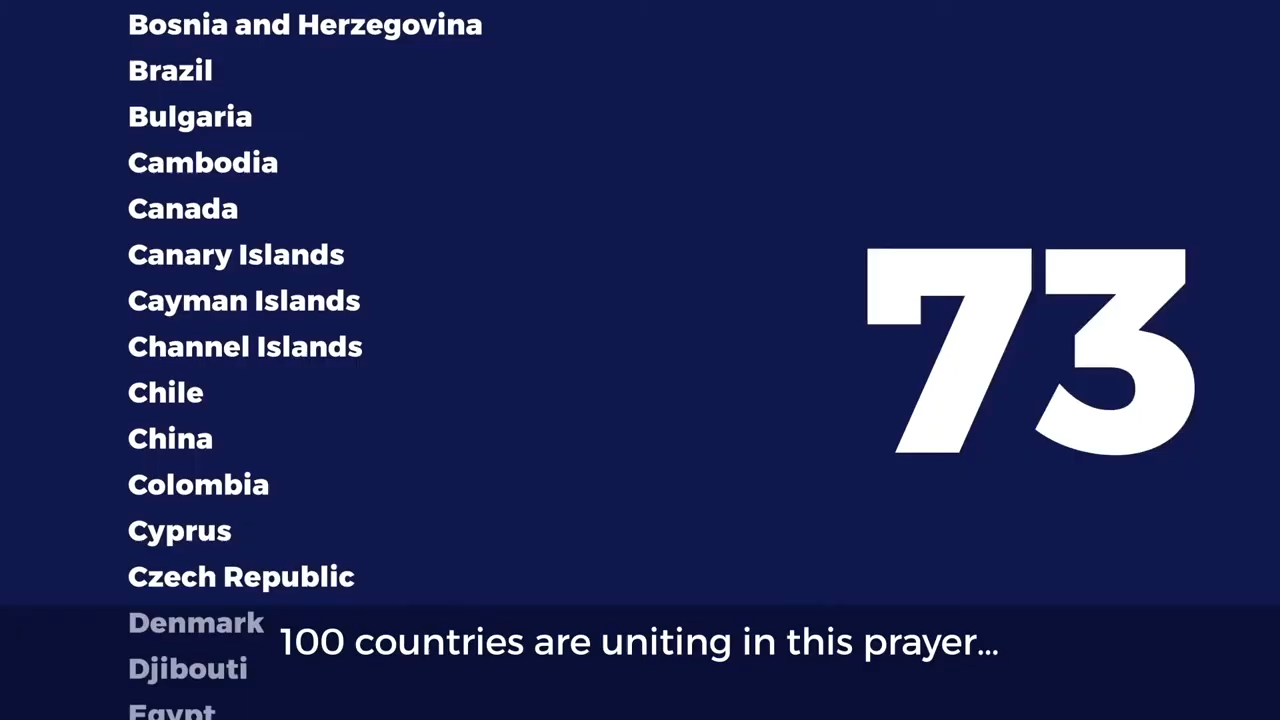 Bosnia and Herzegovina
Brazil
Bulgaria
Cambodia
Canada
Canary Islands
Cayman Islands
Channel Islands
Chile
China
Colombia
Cyprus
Czech Republic
Denmark
Djibouti
Egypt
73
100 countries are uniting in this prayer...